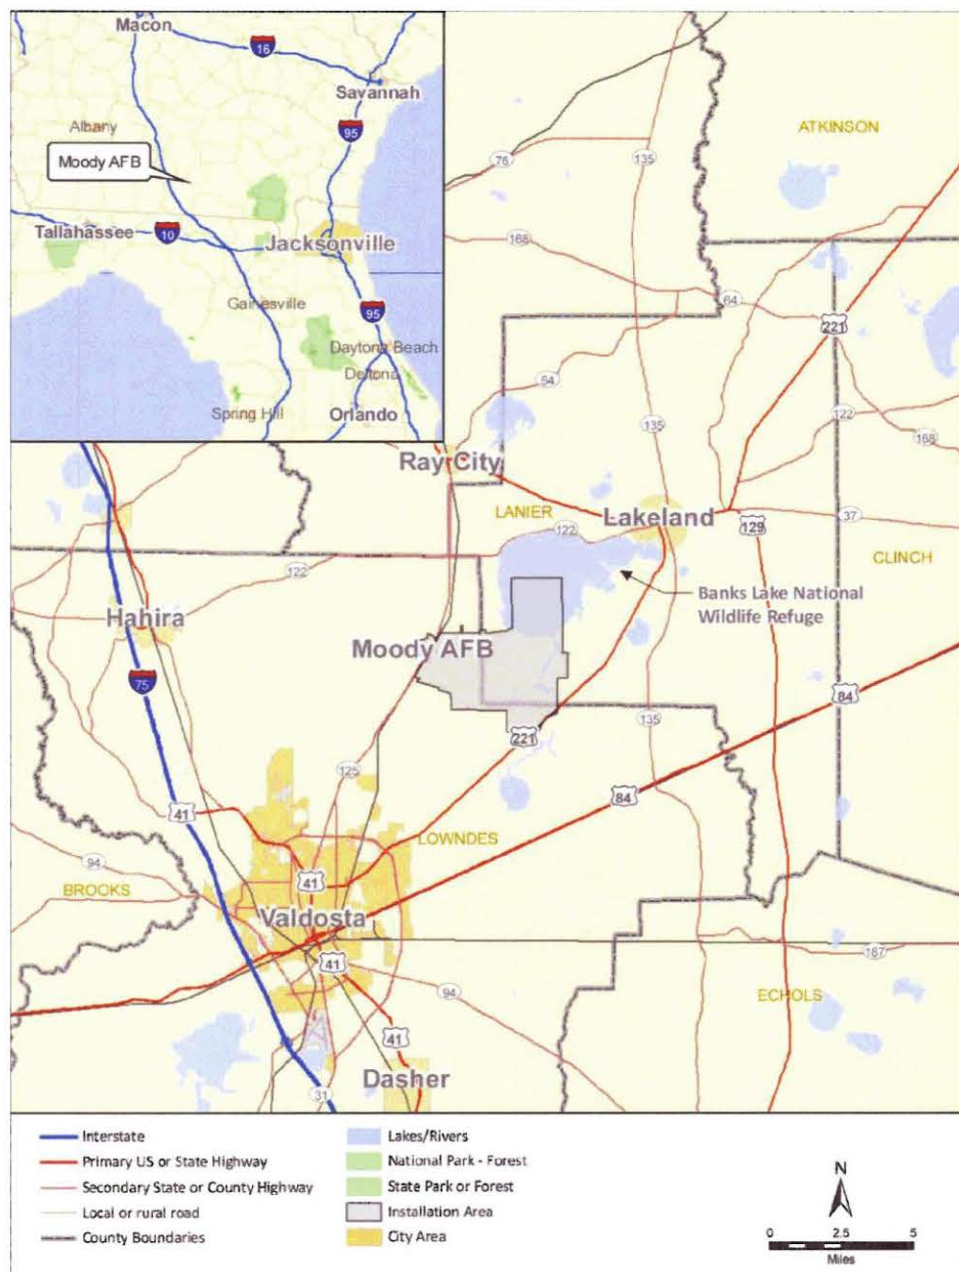 Macon
16
Savannah
Albany
95
Moody AFB
Tallahassee
10
Jacksonville
Gainesville
95
Daytona Beach
Deltona
Spring Hill
Orlando
ATKINSON
76
135
168
64
221
64
122
135
168
Ray City
LANIER
122
Lakeland
129
37
CLINCH
122
Banks Lake National
Wildlife Refuge
Hahira
Moody AFB
75
84
135
221
125
84
41
LOWNDES
94
BROOKS
41
Valdosta
41
187
94
ECHOLS
41
Dasher
31
Interstate
Primary US or State Highway
Secondary State or County Highway
Local or rural road
County Boundaries
Lakes/Rivers
National Park - Forest
State Park or Forest
Installation Area
City Area
N
0 2.5 5
Miles